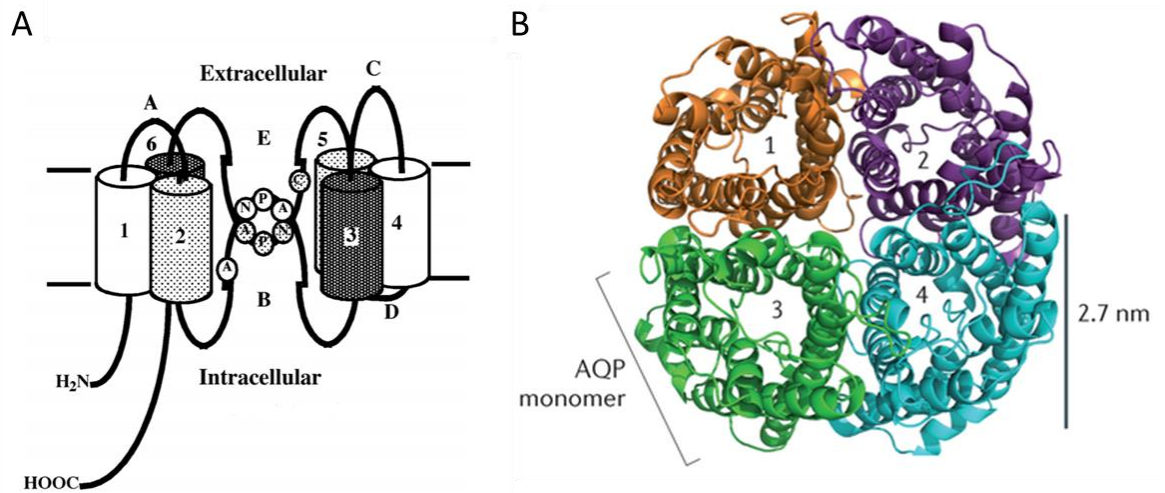 A
B
Extracellular
C
A
E
6
5
N
P
A
A
P
N
1
2
3
4
A
B
D
H₂N
Intracellular
HOOC
1
2
3
4
2.7 nm
AQP
monomer